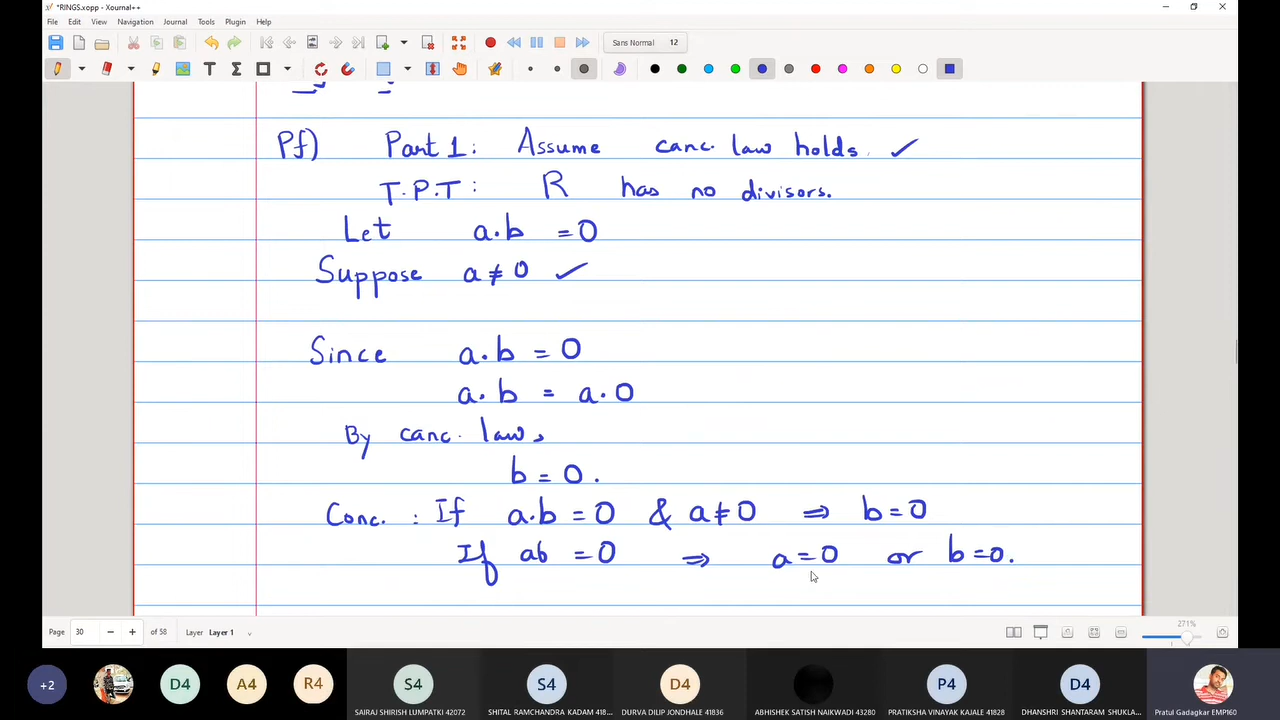 *RINGS.xopp - Xournal++
File Edit View Navigation Journal Tools Plugin Help
Sans Normal 12
Pf) Part 1: Assume canc. law holds. ✓
T.P.T: R has no divisors.
Let a.b = 0
Suppose a ≠ 0 ✓
Since a.b = 0
a.b = a.0
By canc. law,
b = 0.
Conc. : If a.b = 0 & a ≠ 0 ⇒ b = 0
If ab = 0 ⇒ a = 0 or b = 0.
Page 30 of 58 Layer Layer 1 271%
+2 D4 A4 R4 S4 S4 D4 P4 D4
SAIRAJ SHIRISH LUMPATKI 42072 SHITAL RAMCHANDRA KADAM 418... DURVA DILIP JONDHALE 41836 ABHISHEK SATISH NAIKWADI 43280 PRATIKSHA VINAYAK KAJALE 41828 DHANSHRI SHANTARAM SHUKLA... Pratul Gadagkar EMP60